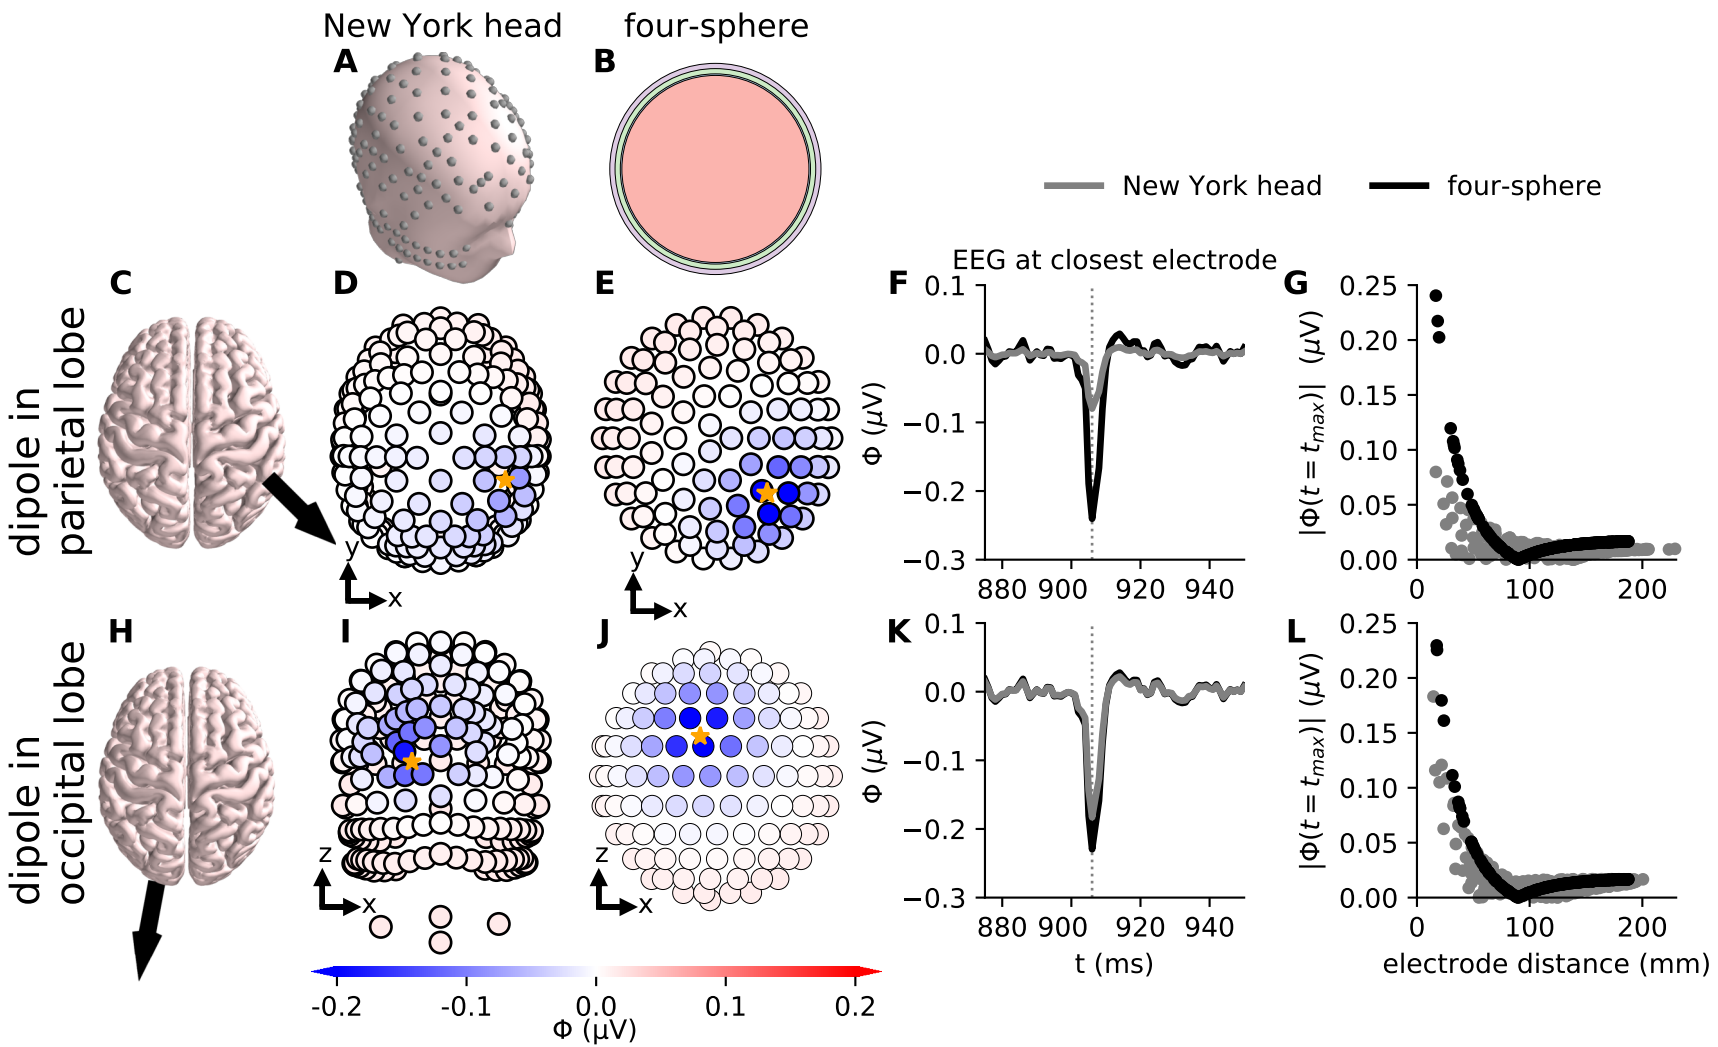 New York head
four-sphere
A
B
New York head
four-sphere
C
D
E
F
EEG at closest electrode
G
dipole in
parietal lobe
y
x
y
x
Φ (μV)
0.1
0.0
−0.1
−0.2
−0.3
880
900
920
940
|Φ(t = t_max)| (μV)
0.25
0.20
0.15
0.10
0.05
0.00
0
100
200
H
I
J
K
L
dipole in
occipital lobe
z
x
z
x
Φ (μV)
0.1
0.0
−0.1
−0.2
−0.3
880
900
920
940
t (ms)
|Φ(t = t_max)| (μV)
0.25
0.20
0.15
0.10
0.05
0.00
0
100
200
electrode distance (mm)
-0.2
-0.1
0.0
0.1
0.2
Φ (μV)